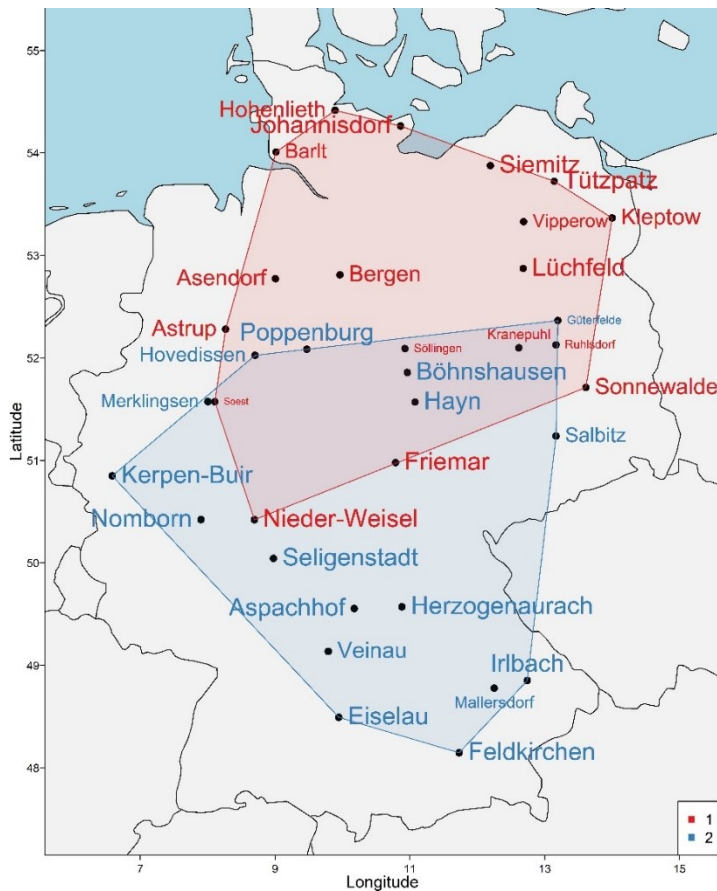 55
Hohenlieth
Johannisdorf
54
Barlt
Siemitz
Tützpatz
Vipperow
Kleptow
53
Asendorf
Bergen
Lüchfeld
Astrup
Poppenburg
Güterfelde
52
Hovedissen
Söllingen
Kranepuhl
Ruhlsdorf
Böhnshausen
Sonnewalde
Merklingsen
Soest
Hayn
Salbitz
51
Kerpen-Buir
Friemar
Nomborn
Nieder-Weisel
50
Seligenstadt
Aspachhof
Herzogenaurach
49
Veinau
Irlbach
Mallersdorf
Eiselau
Feldkirchen
48
Latitude
7
9
11
13
15
Longitude
1
2